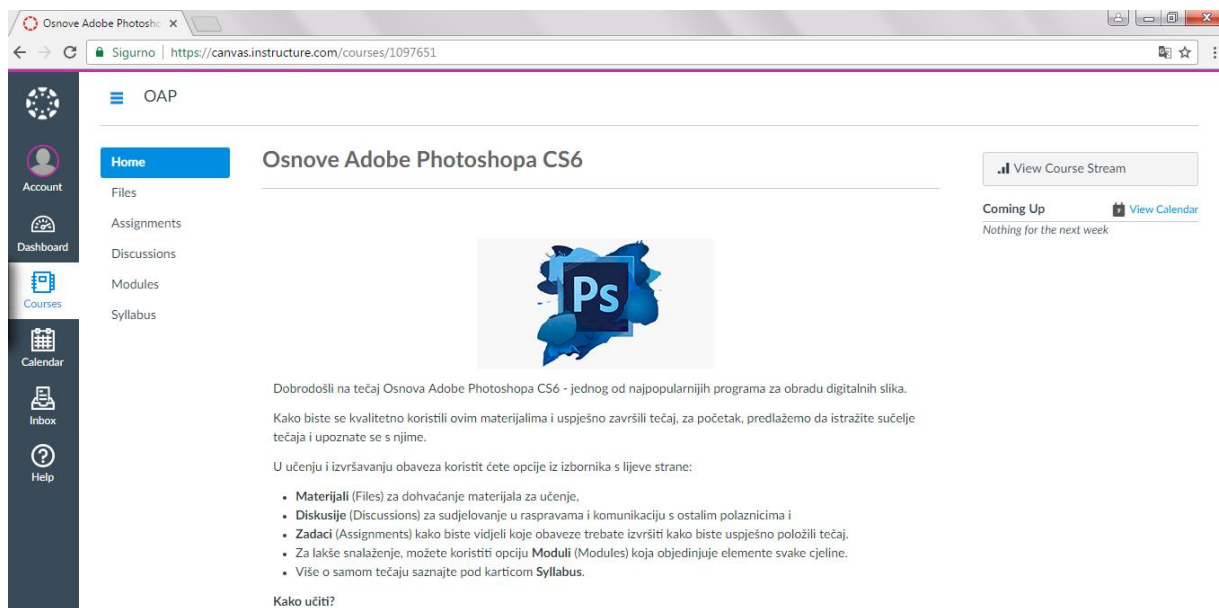 Osnove Adobe Photosho
Sigurno | https://canvas.instructure.com/courses/1097651
OAP
Account
Dashboard
Courses
Calendar
Inbox
Help
Home
Files
Assignments
Discussions
Modules
Syllabus
Osnove Adobe Photoshopa CS6
Ps
Dobrodošli na tečaj Osnova Adobe Photoshopa CS6 - jednog od najpopularnijih programa za obradu digitalnih slika.
Kako biste se kvalitetno koristili ovim materijalima i uspješno završili tečaj, za početak, predlažemo da istražite sučelje
tečaja i upoznate se s njime.
U učenju i izvršavanju obaveza koristit ćete opcije iz izbornika s lijeve strane:
• Materijali (Files) za dohvaćanje materijala za učenje,
• Diskusije (Discussions) za sudjelovanje u raspravama i komunikaciju s ostalim polaznicima i
• Zadaci (Assignments) kako biste vidjeli koje obaveze trebate izvršiti kako biste uspješno položili tečaj.
• Za lakše snalaženje, možete koristiti opciju Moduli (Modules) koja objedinjuje elemente svake cjeline.
• Više o samom tečaju saznajte pod karticom Syllabus.
Kako učiti?
View Course Stream
Coming Up
View Calendar
Nothing for the next week